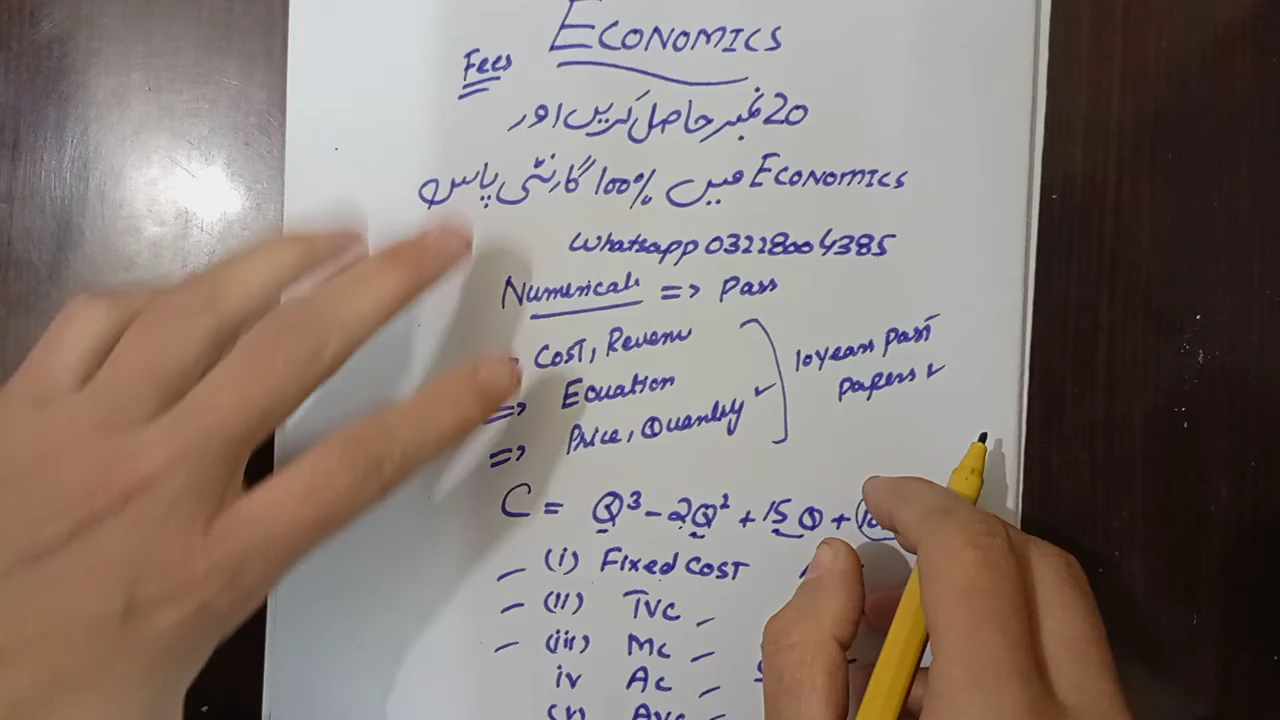 ECONOMICS
Fees
20 نمبر حاصل کریں اور
ECONOMICS میں 100% گارنٹی پاس
Whatsapp 03228004385
Numericals => Pass
Cost, Revenue
=> Equation
=> Price, Quantity
10 years past
papers
C = Q³ - 2Q² + 15Q +
(i) Fixed Cost
(ii) TVC
(iii) MC
iv AC
(v) AVC